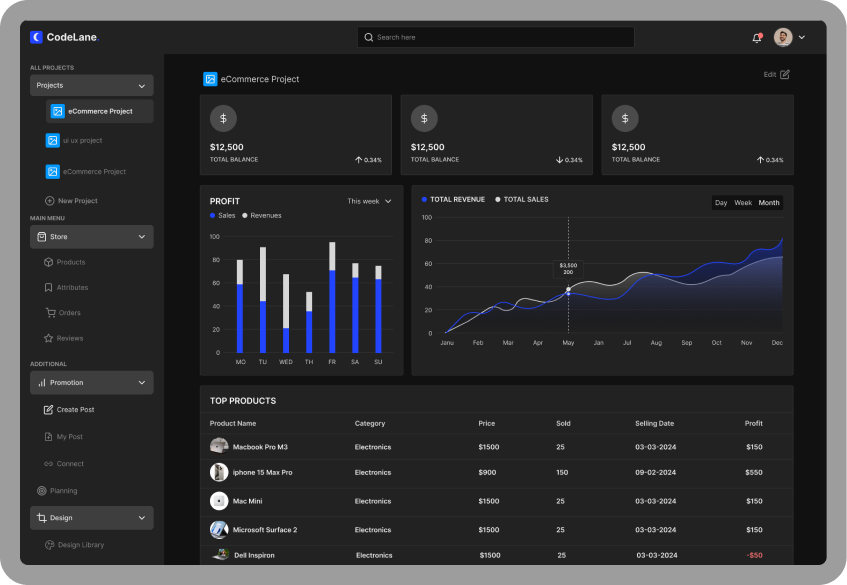 CodeLane.
Search here
ALL PROJECTS
Projects
eCommerce Project
ui ux project
eCommerce Project
New Project
MAIN MENU
Store
Products
Attributes
Orders
Reviews
ADDITIONAL
Promotion
Create Post
My Post
Connect
Planning
Design
Design Library
eCommerce Project
Edit
$
$12,500
TOTAL BALANCE
0.34%
$
$12,500
TOTAL BALANCE
0.34%
$
$12,500
TOTAL BALANCE
0.34%
PROFIT
This week
Sales Revenues
100
80
60
40
20
0
MO TU WED TH FR SA SU
TOTAL REVENUE TOTAL SALES
Day Week Month
100
80
60
40
20
0
$3,500
200
Janu Feb Mar Apr May Jan Jul Aug Sep Oct Nov Dec
TOP PRODUCTS
Product Name Category Price Sold Selling Date Profit
Macbook Pro M3 Electronics $1500 25 03-03-2024 $150
iphone 15 Max Pro Electronics $900 150 09-02-2024 $550
Mac Mini Electronics $1500 25 03-03-2024 $150
Microsoft Surface 2 Electronics $1500 25 03-03-2024 $150
Dell Inspiron Electronics $1500 25 03-03-2024 -$50